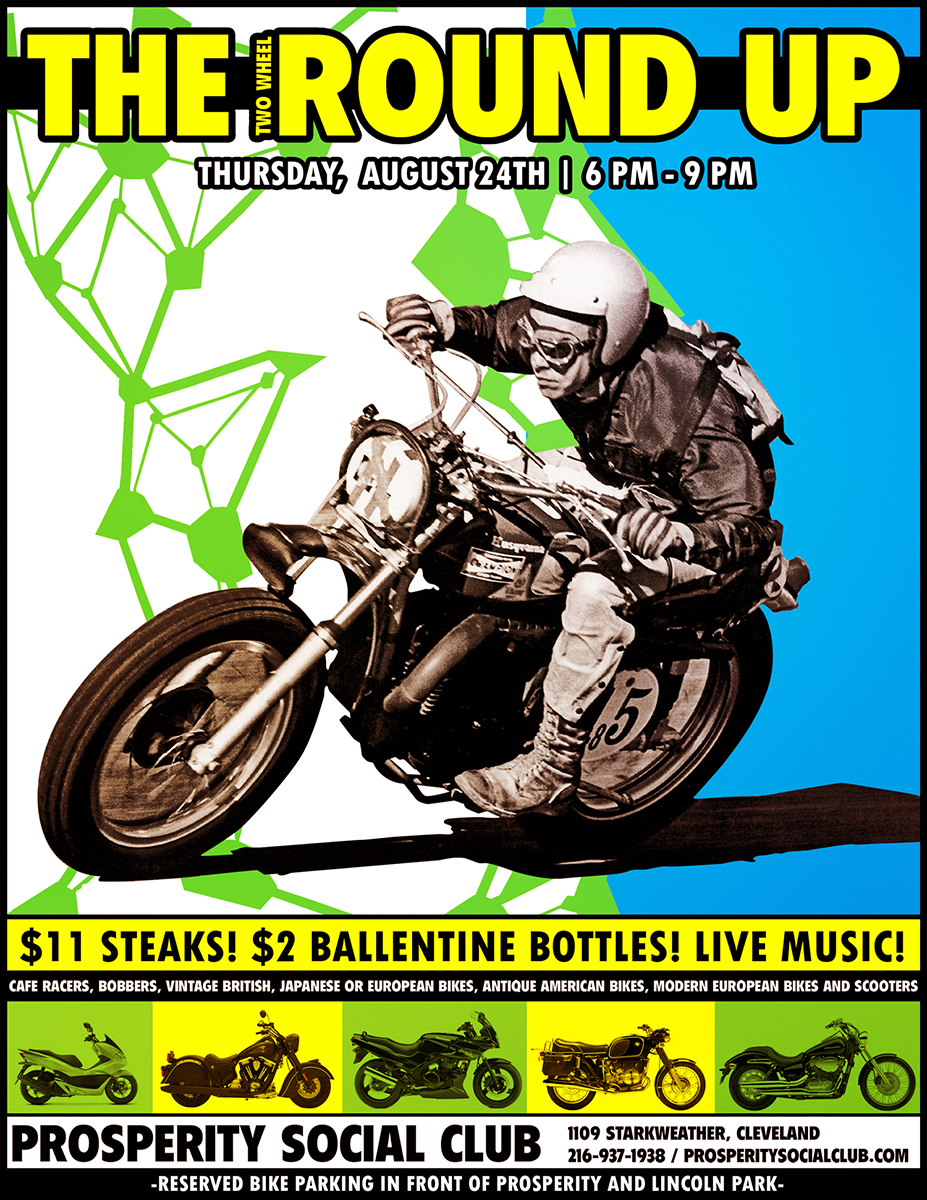 THE TWO WHEEL ROUND UP
THURSDAY, AUGUST 24TH | 6 PM - 9 PM
Husqvarna
CHAMPION
85
$11 STEAKS! $2 BALLENTINE BOTTLES! LIVE MUSIC!
CAFE RACERS, BOBBERS, VINTAGE BRITISH, JAPANESE OR EUROPEAN BIKES, ANTIQUE AMERICAN BIKES, MODERN EUROPEAN BIKES AND SCOOTERS
PROSPERITY SOCIAL CLUB
1109 STARKWEATHER, CLEVELAND
216-937-1938 / PROSPERITYSOCIALCLUB.COM
-RESERVED BIKE PARKING IN FRONT OF PROSPERITY AND LINCOLN PARK-